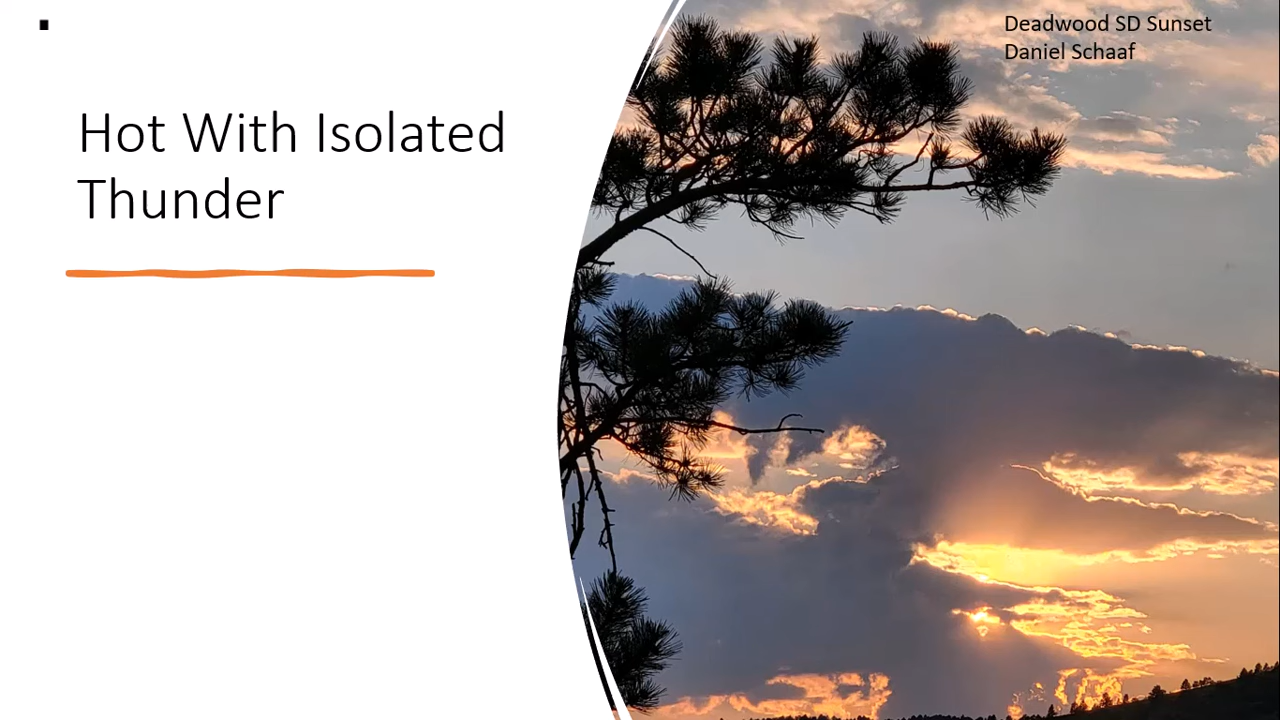 Deadwood SD Sunset
Daniel Schaaf
Hot With Isolated
Thunder